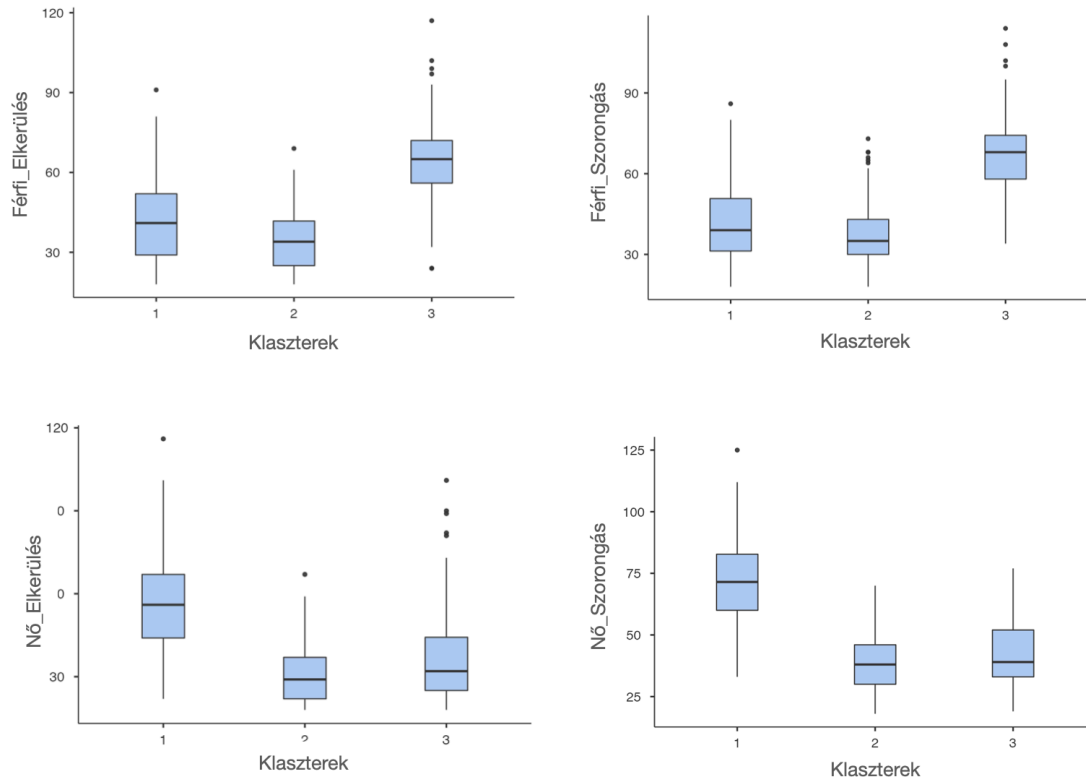 120
90
60
30
Férfi_Elkerülés
1 2 3
Klaszterek
90
60
30
Férfi_Szorongás
1 2 3
Klaszterek
120
0
0
30
Nő_Elkerülés
1 2 3
Klaszterek
125
100
75
50
25
Nő_Szorongás
1 2 3
Klaszterek